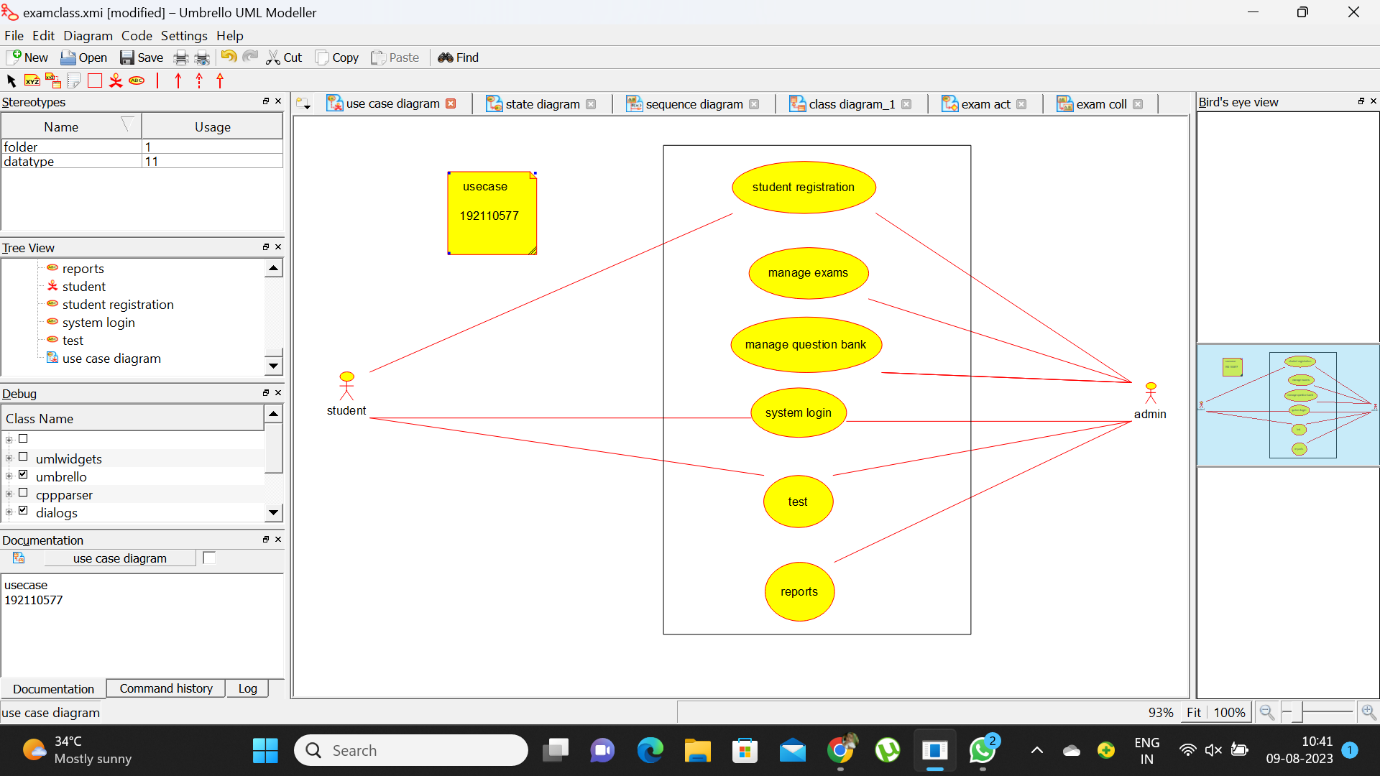 examclass.xmi [modified] – Umbrello UML Modeller
File Edit Diagram Code Settings Help
New Open Save Cut Copy Paste Find
Stereotypes
Name Usage
folder 1
datatype 11
Tree View
reports
student
student registration
system login
test
use case diagram
Debug
Class Name
umlwidgets
umbrello
cppparser
dialogs
Documentation
use case diagram
usecase
192110577
Documentation Command history Log
use case diagram
use case diagram state diagram sequence diagram class diagram_1 exam act exam coll
usecase
192110577
student registration
manage exams
manage question bank
student
system login
admin
test
reports
Bird's eye view
93% Fit 100%
34°C
Mostly sunny
Search
2
ENG
IN
10:41
09-08-2023
1